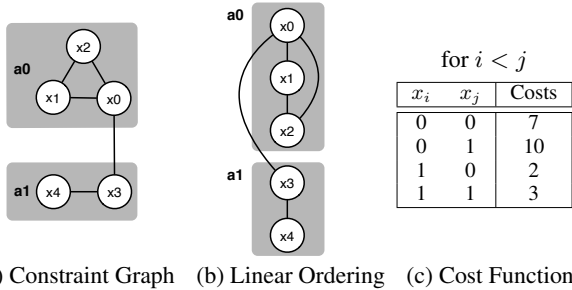 x2
a0
x1
x0
a1
x4
x3
a0
x0
x1
x2
a1
x3
x4
for i < j
x_i x_j Costs
0 0 7
0 1 10
1 0 2
1 1 3
) Constraint Graph (b) Linear Ordering (c) Cost Function